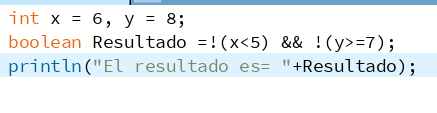 int x = 6, y = 8;
boolean Resultado =!(x<5) && !(y>=7);
println("El resultado es= "+Resultado);